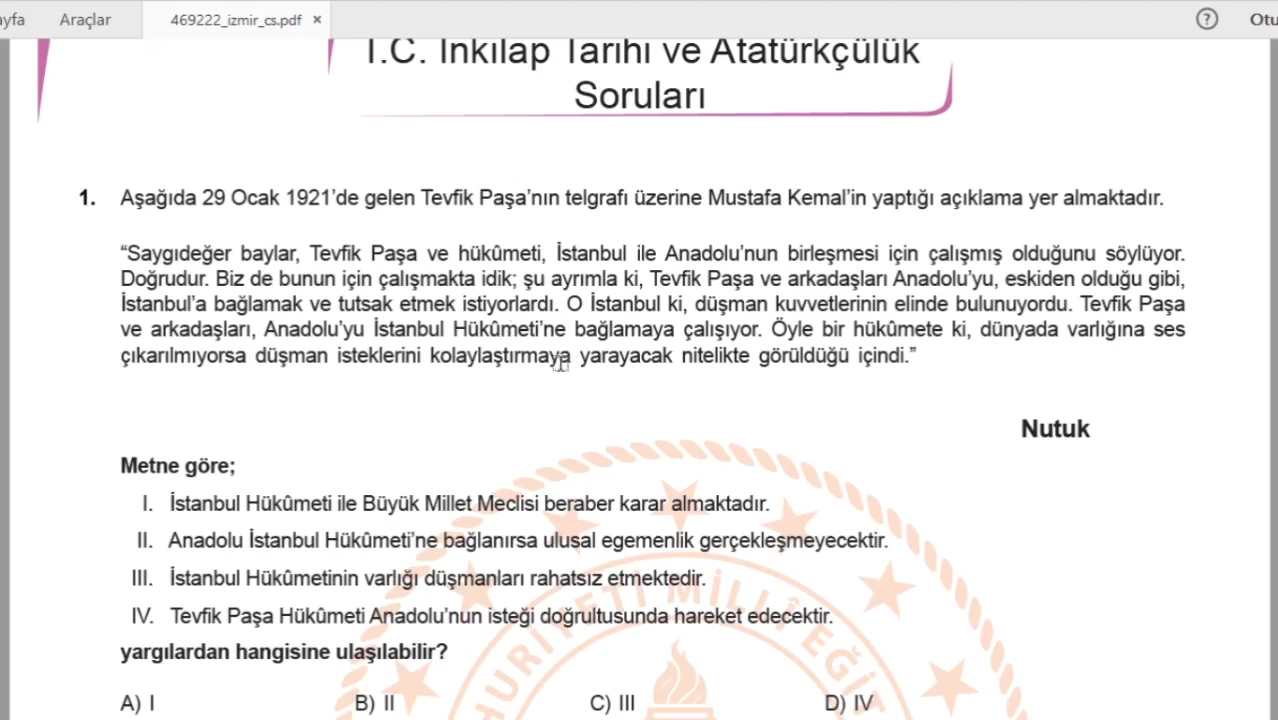 Araçlar
469222_izmir_cs.pdf ×
?
T.C. İnkılap Tarihi ve Atatürkçülük
Soruları
1. Aşağıda 29 Ocak 1921’de gelen Tevfik Paşa’nın telgrafı üzerine Mustafa Kemal’in yaptığı açıklama yer almaktadır.
“Saygıdeğer baylar, Tevfik Paşa ve hükûmeti, İstanbul ile Anadolu’nun birleşmesi için çalışmış olduğunu söylüyor.
Doğrudur. Biz de bunun için çalışmakta idik; şu ayrımla ki, Tevfik Paşa ve arkadaşları Anadolu’yu, eskiden olduğu gibi,
İstanbul’a bağlamak ve tutsak etmek istiyorlardı. O İstanbul ki, düşman kuvvetlerinin elinde bulunuyordu. Tevfik Paşa
ve arkadaşları, Anadolu’yu İstanbul Hükûmeti’ne bağlamaya çalışıyor. Öyle bir hükûmete ki, dünyada varlığına ses
çıkarılmıyorsa düşman isteklerini kolaylaştırmaya yarayacak nitelikte görüldüğü içindi.”
Nutuk
Metne göre;
I. İstanbul Hükûmeti ile Büyük Millet Meclisi beraber karar almaktadır.
II. Anadolu İstanbul Hükûmeti’ne bağlanırsa ulusal egemenlik gerçekleşmeyecektir.
III. İstanbul Hükûmetinin varlığı düşmanları rahatsız etmektedir.
IV. Tevfik Paşa Hükûmeti Anadolu’nun isteği doğrultusunda hareket edecektir.
yargılardan hangisine ulaşılabilir?
A) I B) II C) III D) IV